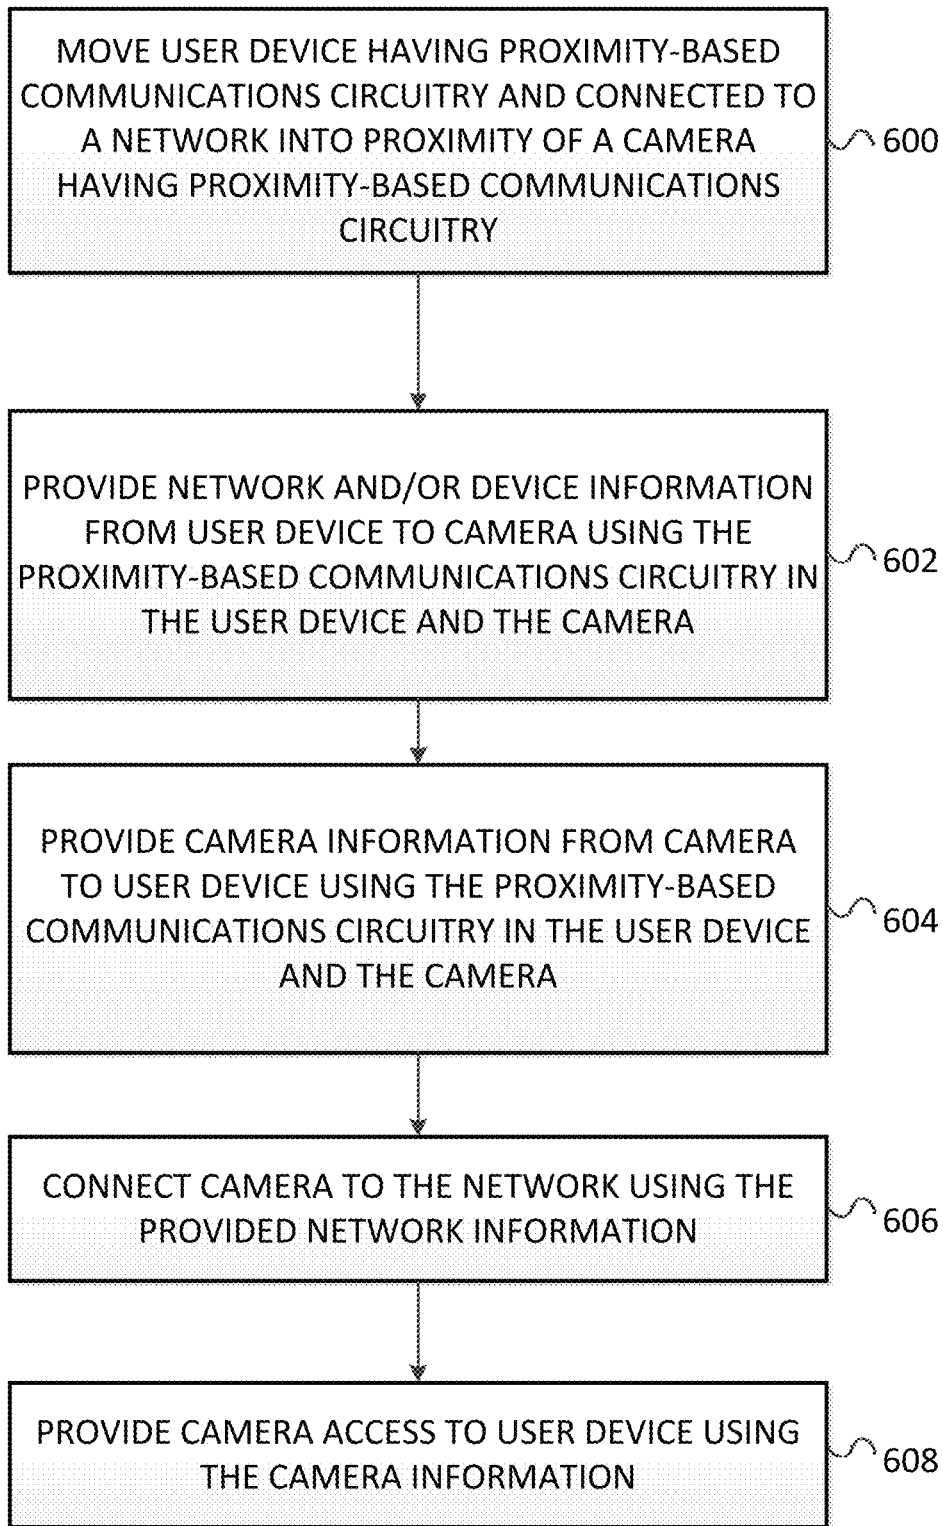 MOVE USER DEVICE HAVING PROXIMITY-BASED
COMMUNICATIONS CIRCUITRY AND CONNECTED TO
A NETWORK INTO PROXIMITY OF A CAMERA
HAVING PROXIMITY-BASED COMMUNICATIONS
CIRCUITRY
600
PROVIDE NETWORK AND/OR DEVICE INFORMATION
FROM USER DEVICE TO CAMERA USING THE
PROXIMITY-BASED COMMUNICATIONS CIRCUITRY IN
THE USER DEVICE AND THE CAMERA
602
PROVIDE CAMERA INFORMATION FROM CAMERA
TO USER DEVICE USING THE PROXIMITY-BASED
COMMUNICATIONS CIRCUITRY IN THE USER DEVICE
AND THE CAMERA
604
CONNECT CAMERA TO THE NETWORK USING THE
PROVIDED NETWORK INFORMATION
606
PROVIDE CAMERA ACCESS TO USER DEVICE USING
THE CAMERA INFORMATION
608